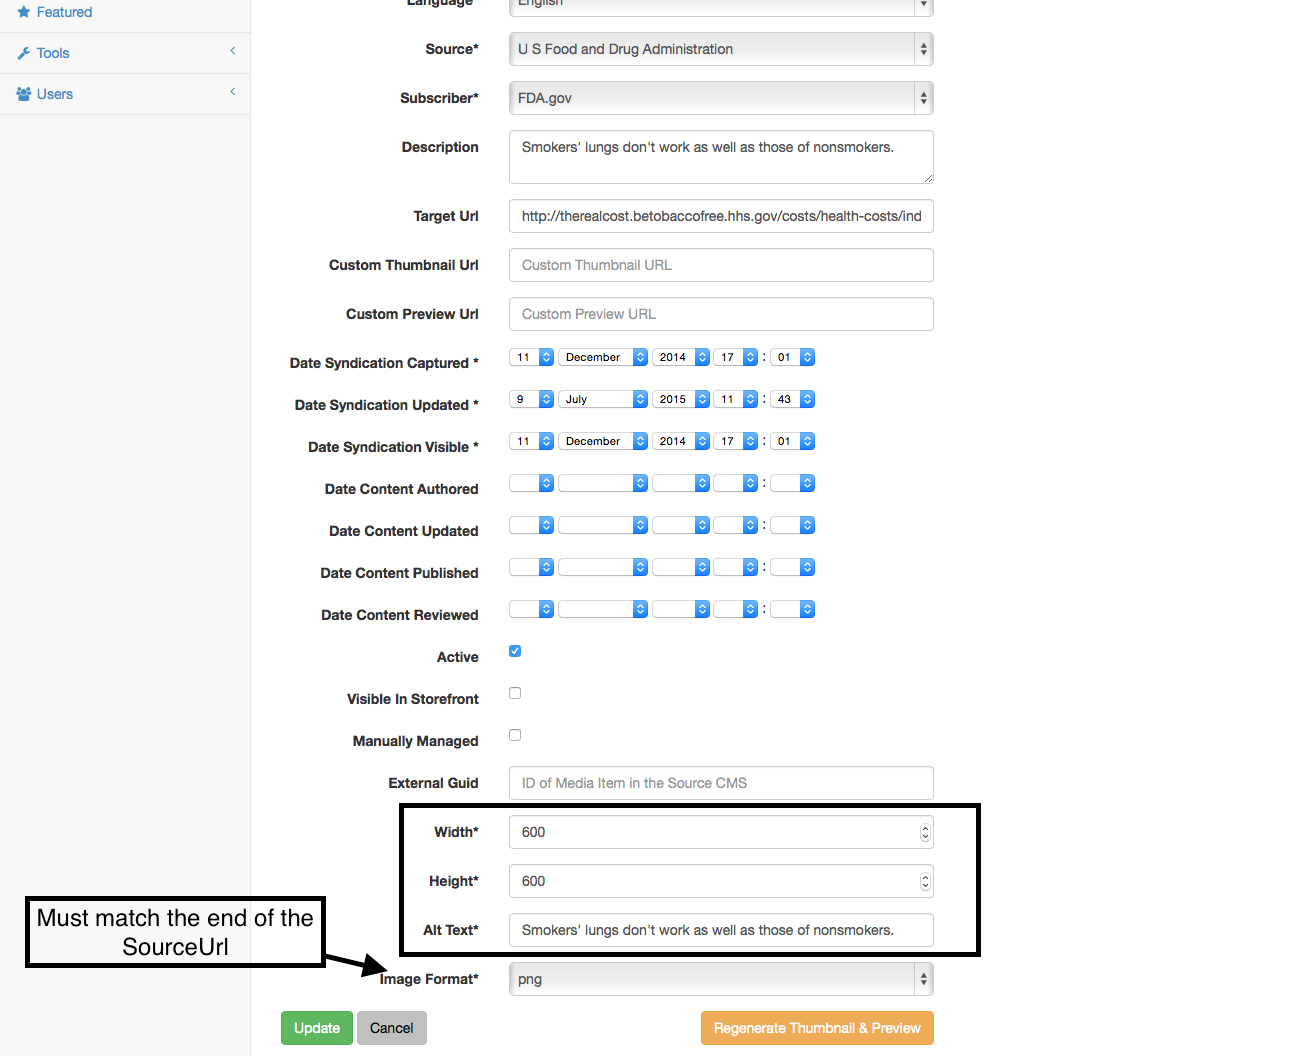 Featured
Tools
Users
Language English
Source* U S Food and Drug Administration
Subscriber* FDA.gov
Description Smokers' lungs don't work as well as those of nonsmokers.
Target Url http://therealcost.betobaccofree.hhs.gov/costs/health-costs/ind
Custom Thumbnail Url Custom Thumbnail URL
Custom Preview Url Custom Preview URL
Date Syndication Captured * 11 December 2014 17 : 01
Date Syndication Updated * 9 July 2015 11 : 43
Date Syndication Visible * 11 December 2014 17 : 01
Date Content Authored :
Date Content Updated :
Date Content Published :
Date Content Reviewed :
Active
Visible In Storefront
Manually Managed
External Guid ID of Media Item in the Source CMS
Width* 600
Height* 600
Alt Text* Smokers' lungs don't work as well as those of nonsmokers.
Must match the end of the
SourceUrl
Image Format* png
Update Cancel Regenerate Thumbnail & Preview